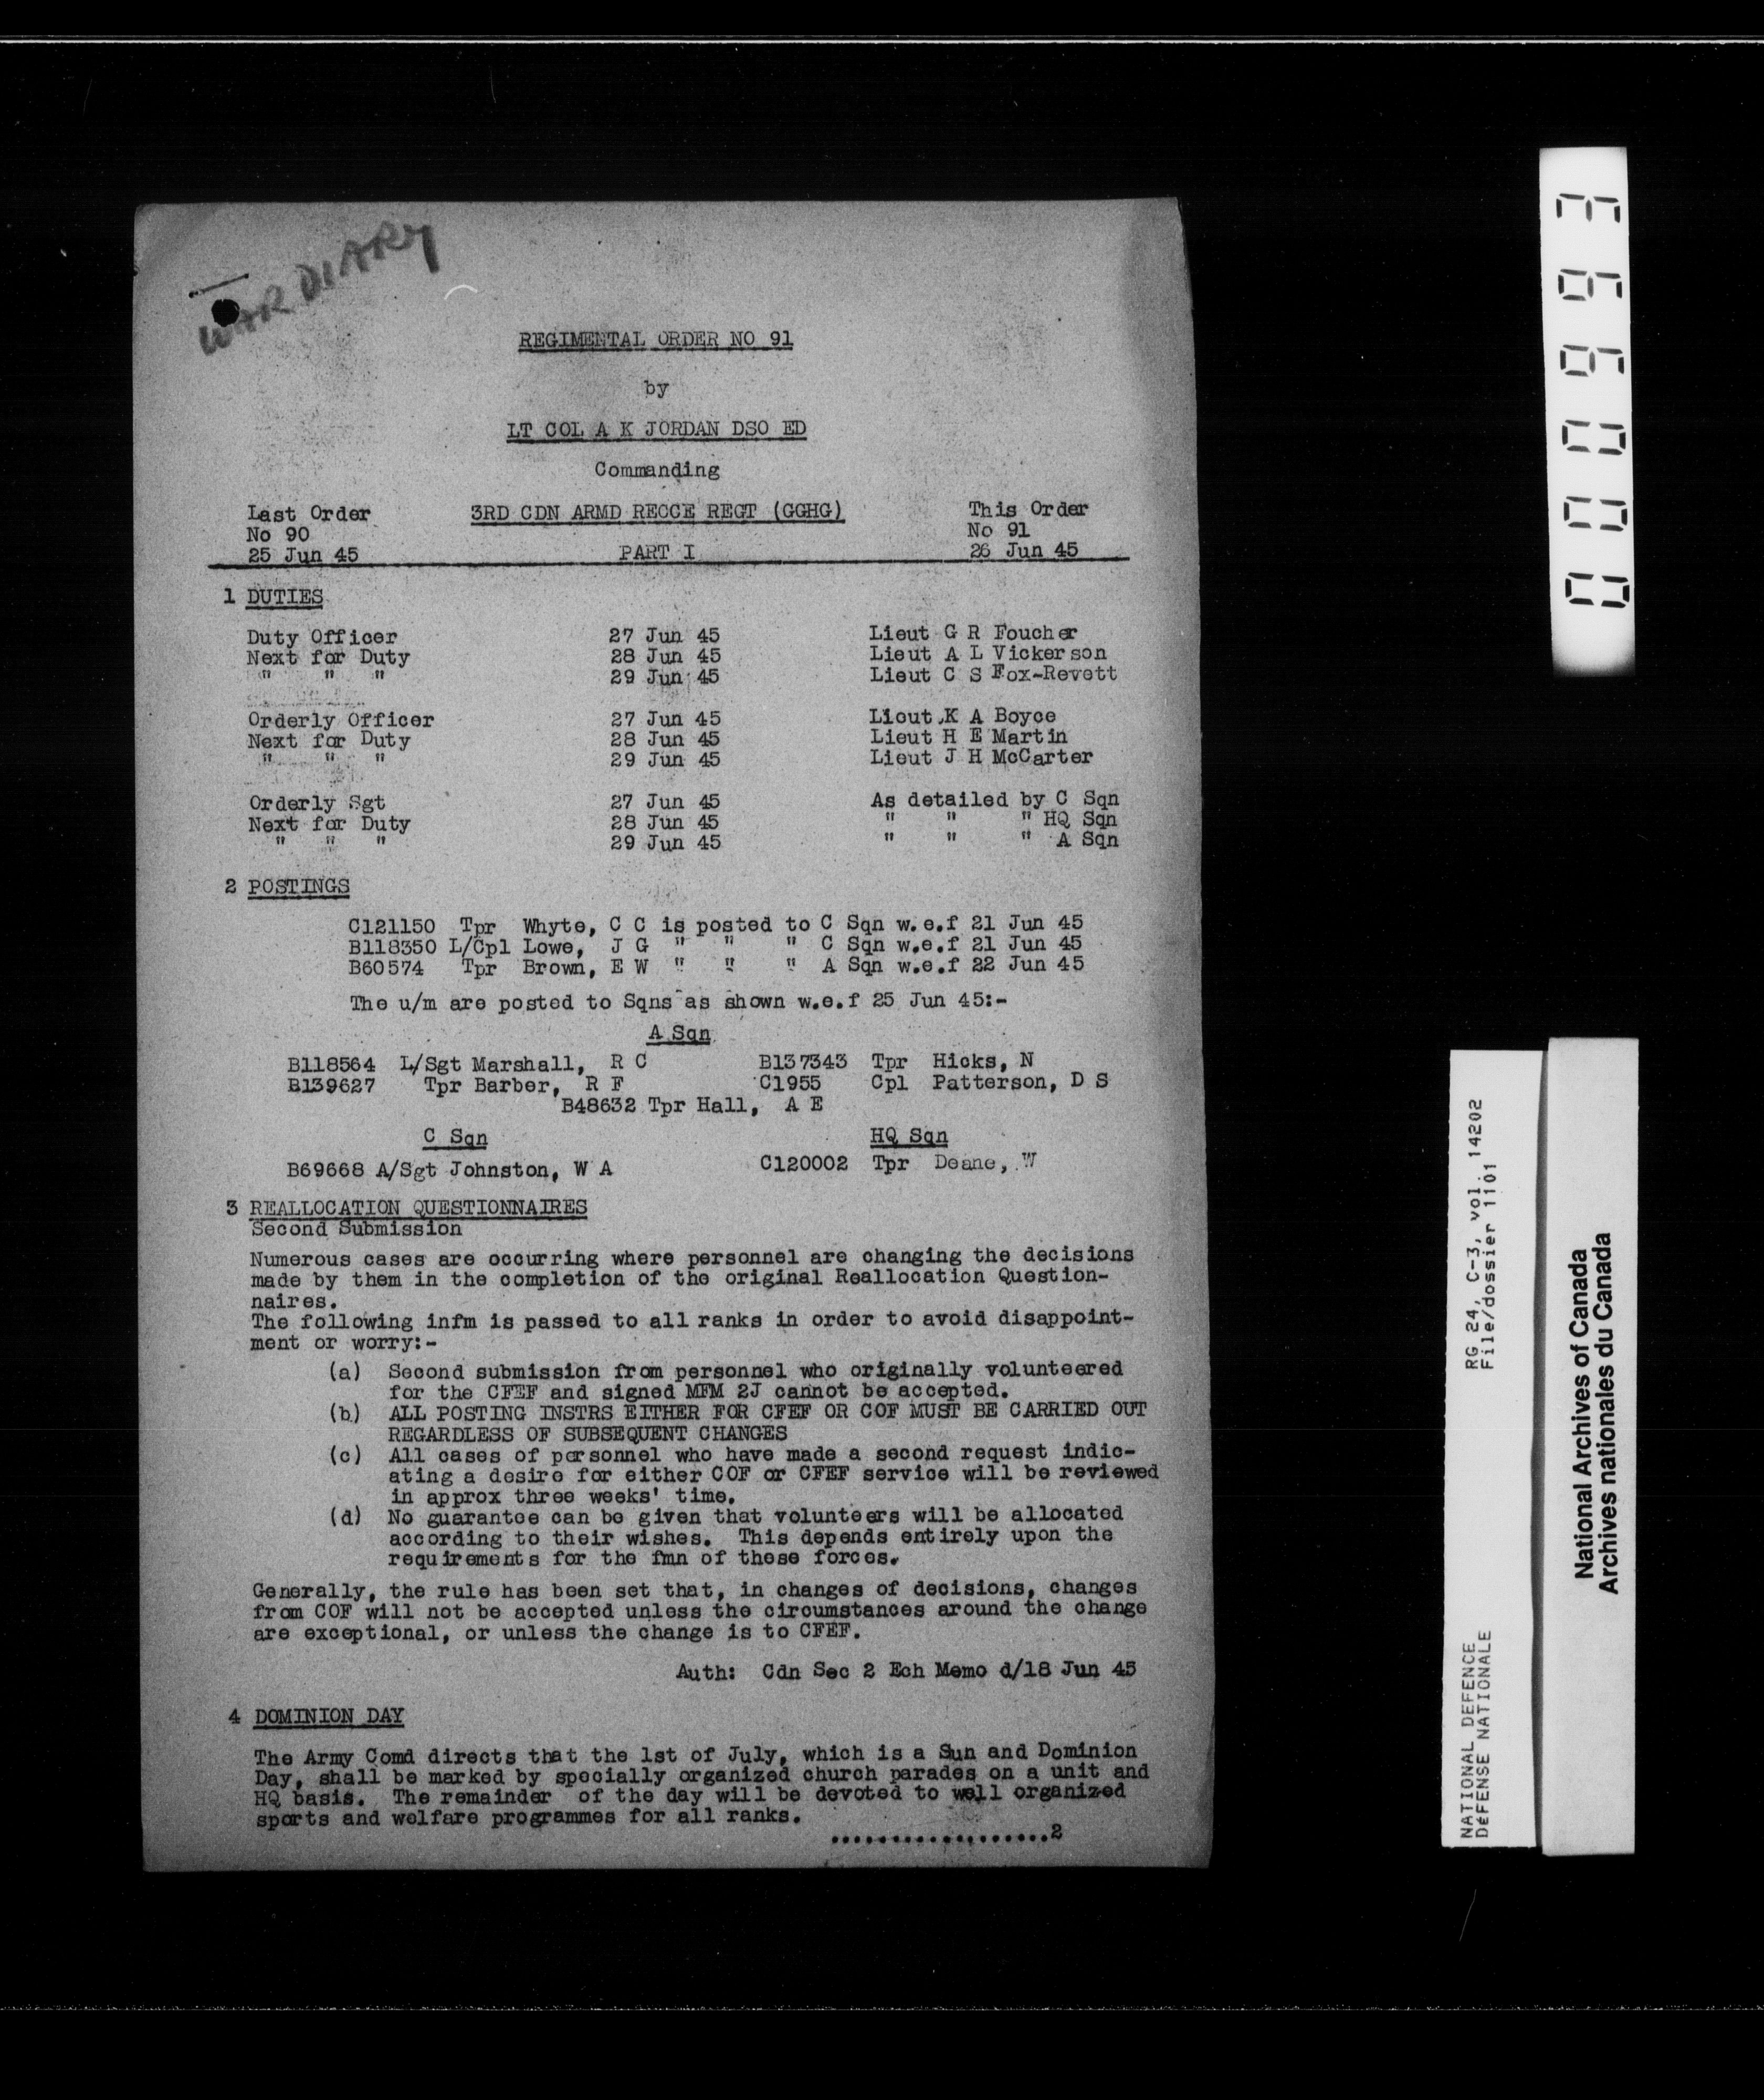 WAR DIARY
REGIMENTAL ORDER NO 91
by
LT COL A K JORDAN DSO ED
Commanding
Last Order 3RD CDN ARMD RECCE REGT (GGHG) This Order
No 90 No 91
25 Jun 45 PART I 26 Jun 45
1 DUTIES
Duty Officer 27 Jun 45 Lieut G R Foucher
Next for Duty 28 Jun 45 Lieut A L Vickerson
" " " 29 Jun 45 Lieut C S Fox-Revett
Orderly Officer 27 Jun 45 Lieut K A Boyce
Next for Duty 28 Jun 45 Lieut H E Martin
" " " 29 Jun 45 Lieut J H McCarter
Orderly Sgt 27 Jun 45 As detailed by C Sqn
Next for Duty 28 Jun 45 " " " HQ Sqn
" " " 29 Jun 45 " " " A Sqn
2 POSTINGS
C121150 Tpr Whyte, C C is posted to C Sqn w.e.f 21 Jun 45
B118350 L/Cpl Lowe, J G " " " C Sqn w.e.f 21 Jun 45
B60574 Tpr Brown, E W " " " A Sqn w.e.f 22 Jun 45
The u/m are posted to Sqns as shown w.e.f 25 Jun 45:-
A Sqn
B118564 L/Sgt Marshall, R C B137343 Tpr Hicks, N
B139627 Tpr Barber, R F C1955 Cpl Patterson, D S
B48632 Tpr Hall, A E
C Sqn HQ Sqn
B69668 A/Sgt Johnston, W A C120002 Tpr Deane, W
3 REALLOCATION QUESTIONNAIRES
Second Submission
Numerous cases are occurring where personnel are changing the decisions
made by them in the completion of the original Reallocation Question-
naires.
The following infm is passed to all ranks in order to avoid disappoint-
ment or worry:-
(a) Second submission from personnel who originally volunteered
for the CFEF and signed MFM 2J cannot be accepted.
(b) ALL POSTING INSTRS EITHER FOR CFEF OR COF MUST BE CARRIED OUT
REGARDLESS OF SUBSEQUENT CHANGES
(c) All cases of personnel who have made a second request indic-
ating a desire for either COF or CFEF service will be reviewed
in approx three weeks' time.
(d) No guarantee can be given that volunteers will be allocated
according to their wishes. This depends entirely upon the
requirements for the fmn of these forces.
Generally, the rule has been set that, in changes of decisions, changes
from COF will not be accepted unless the circumstances around the change
are exceptional, or unless the change is to CFEF.
Auth: Cdn Sec 2 Ech Memo d/18 Jun 45
4 DOMINION DAY
The Army Comd directs that the 1st of July, which is a Sun and Dominion
Day, shall be marked by specially organized church parades on a unit and
HQ basis. The remainder of the day will be devoted to well organized
sports and welfare programmes for all ranks.
..................2
000663
NATIONAL DEFENCE RG 24, C-3, vol. 14202
DéFENSE NATIONALE File/dossier 1101
National Archives of Canada
Archives nationales du Canada